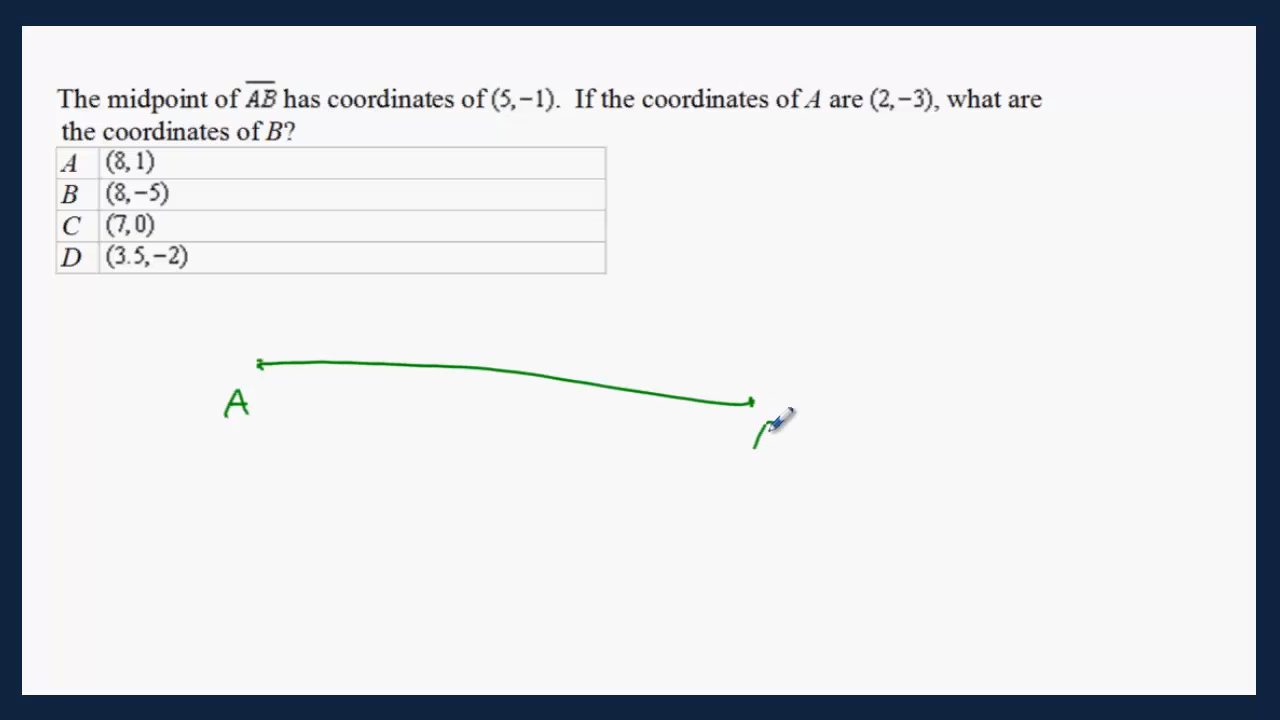 The midpoint of AB has coordinates of (5,−1). If the coordinates of A are (2,−3), what are
the coordinates of B?
A (8, 1)
B (8,−5)
C (7, 0)
D (3.5,−2)
A